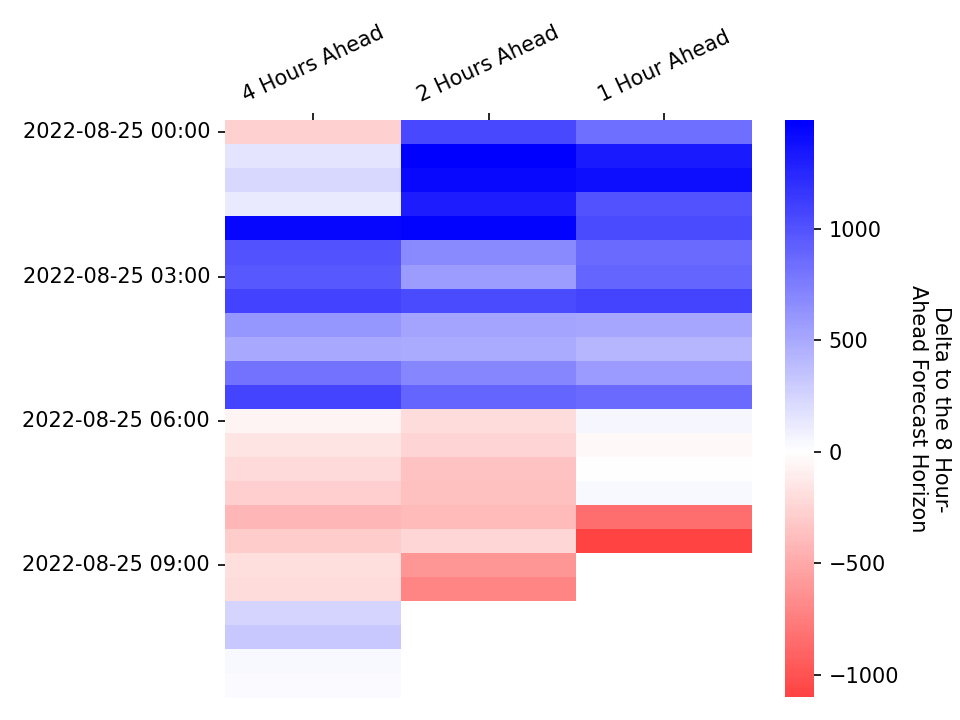 4 Hours Ahead
2 Hours Ahead
1 Hour Ahead
2022-08-25 00:00
2022-08-25 03:00
2022-08-25 06:00
2022-08-25 09:00
1000
500
0
−500
−1000
Delta to the 8 Hour-
Ahead Forecast Horizon